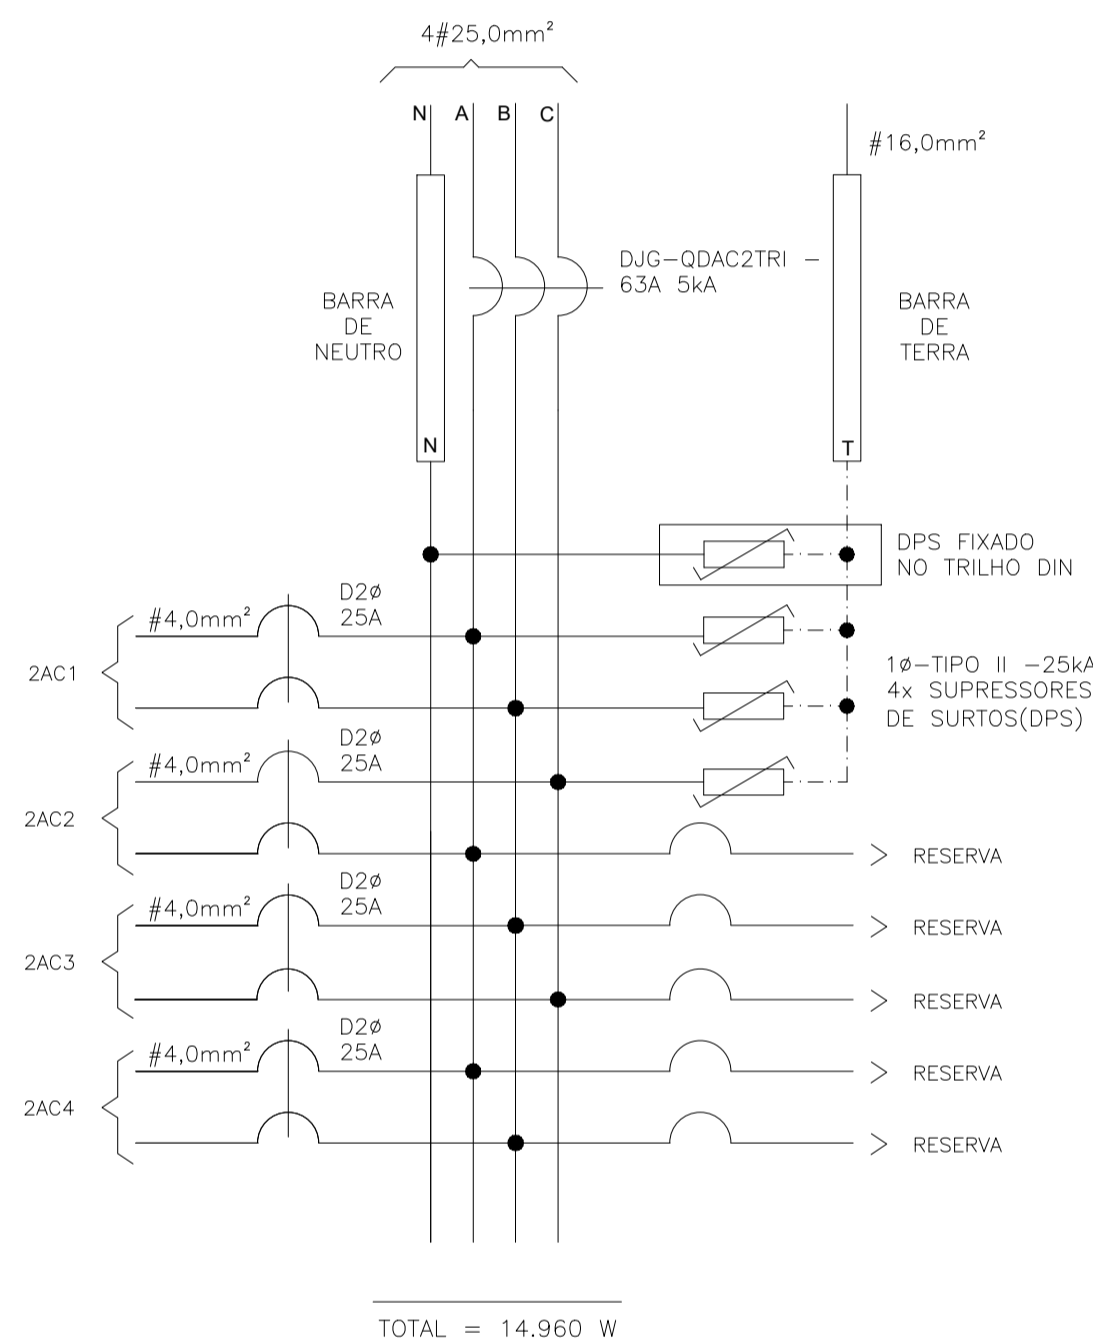 4#25,0mm²
N A B C
#16,0mm²
DJG-QDAC2TRI -
63A 5kA
BARRA
DE
NEUTRO
BARRA
DE
TERRA
N
T
DPS FIXADO
NO TRILHO DIN
D2ø
25A
#4,0mm²
2AC1
1ø-TIPO II -25kA
4x SUPRESSORES
DE SURTOS(DPS)
D2ø
25A
#4,0mm²
2AC2
RESERVA
D2ø
25A
#4,0mm²
RESERVA
2AC3
RESERVA
D2ø
25A
#4,0mm²
RESERVA
2AC4
RESERVA
TOTAL = 14.960 W